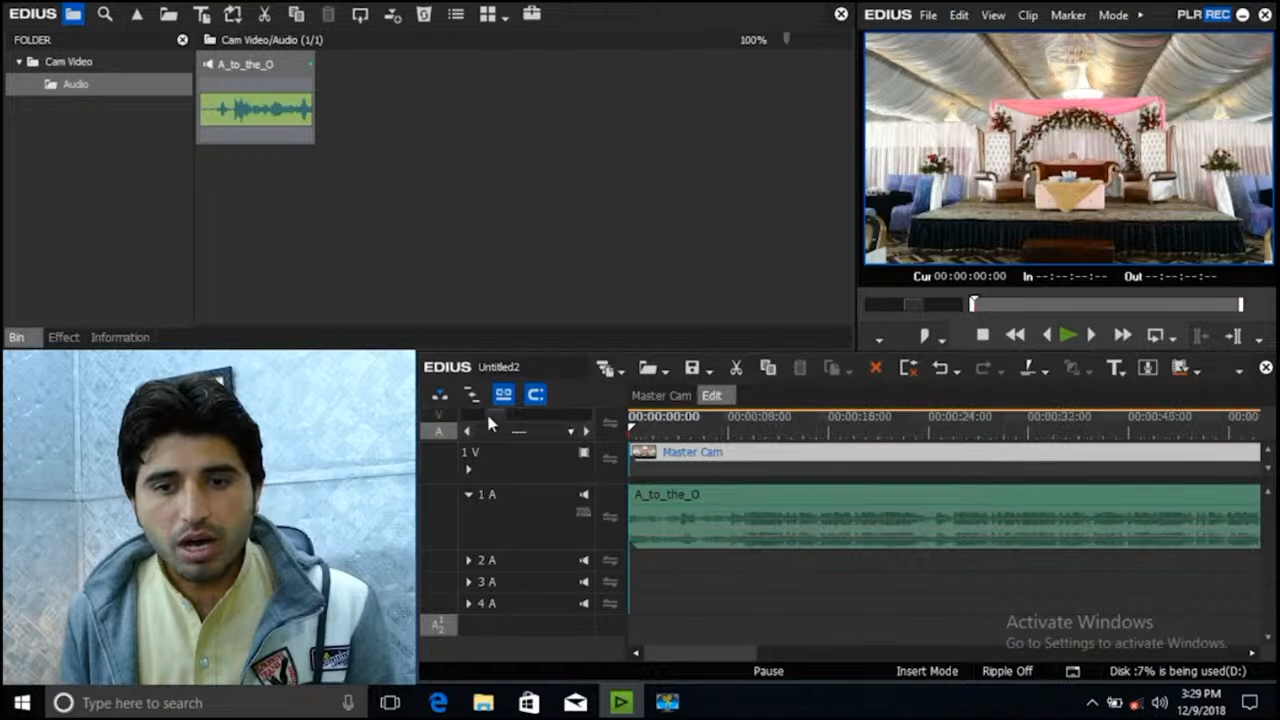 EDIUS
FOLDER
Cam Video/Audio (1/1)
100%
Cam Video
Audio
A_to_the_O
Bin Effect Information
EDIUS File Edit View Clip Marker Mode PLR REC
Cur 00:00:00:00 In --:--:--:-- Out --:--:--:--
EDIUS Untitled2
Master Cam Edit
V
00:00:00:00 00:00:08:00 00:00:16:00 00:00:24:00 00:00:32:00 00:00:45:00 00:00
A
1 V Master Cam
1 A A_to_the_O
2 A
3 A
4 A
Activate Windows
Go to Settings to activate Windows.
Pause Insert Mode Ripple Off Disk :7% is being used(D:)
Type here to search
3:29 PM
12/9/2018